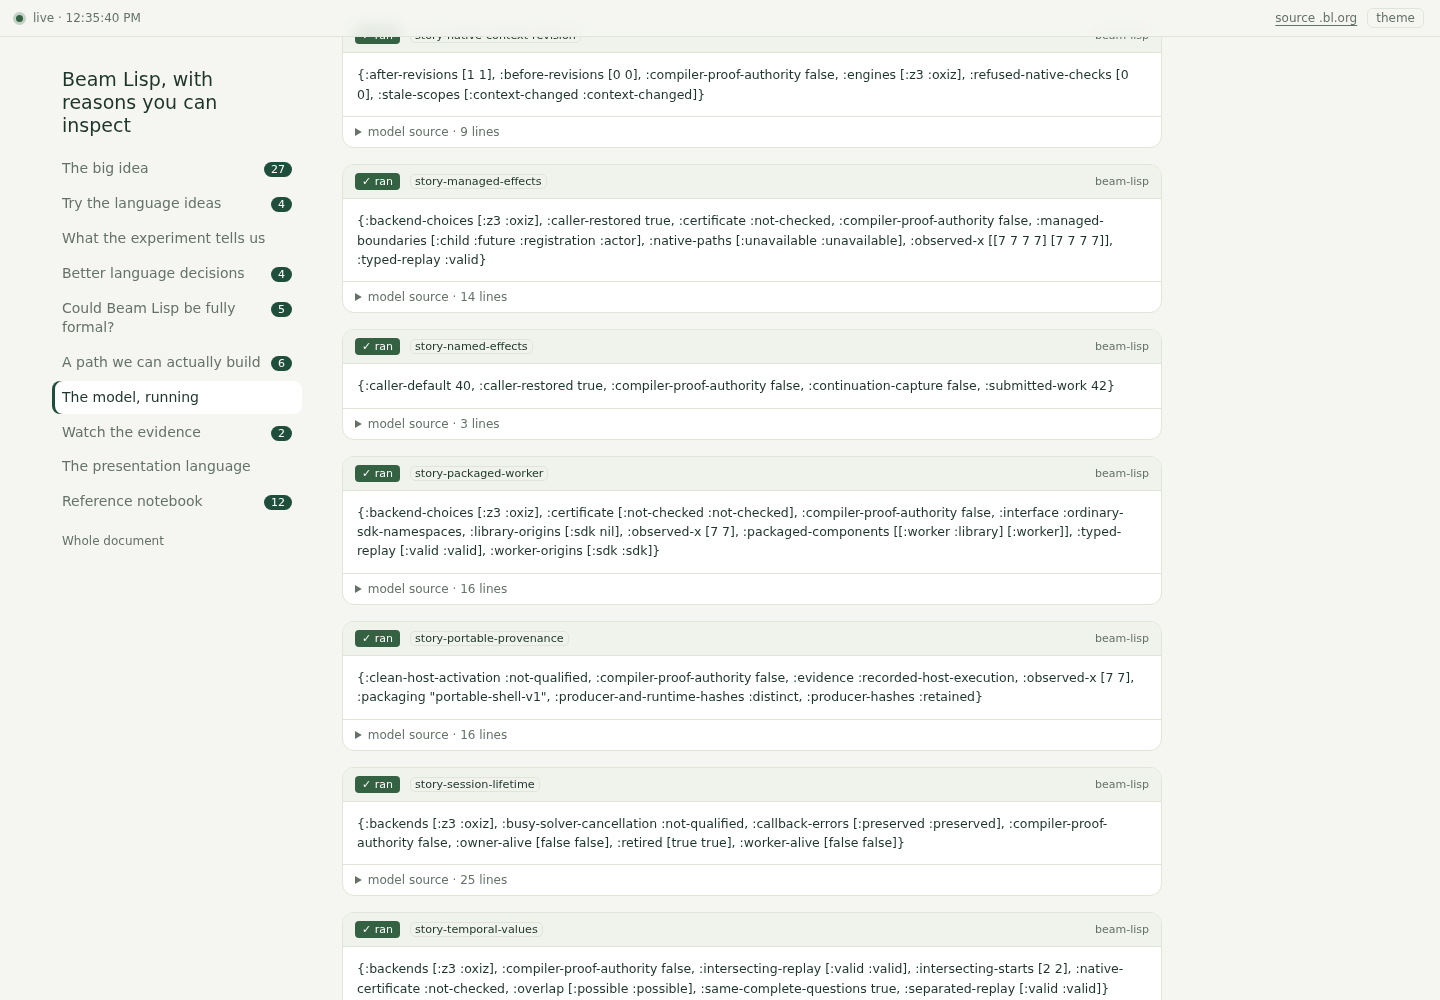 live · 12:35:40 PM
source .bl.org
theme
Beam Lisp, with
reasons you can
inspect
The big idea 27
Try the language ideas 4
What the experiment tells us
Better language decisions 4
Could Beam Lisp be fully 5
formal?
A path we can actually build 6
The model, running
Watch the evidence 2
The presentation language
Reference notebook 12
Whole document
✓ ran story-native-context-revision beam-lisp
{:after-revisions [1 1], :before-revisions [0 0], :compiler-proof-authority false, :engines [:z3 :oxiz], :refused-native-checks [0
0], :stale-scopes [:context-changed :context-changed]}
▶ model source · 9 lines
✓ ran story-managed-effects beam-lisp
{:backend-choices [:z3 :oxiz], :caller-restored true, :certificate :not-checked, :compiler-proof-authority false, :managed-
boundaries [:child :future :registration :actor], :native-paths [:unavailable :unavailable], :observed-x [[7 7 7 7] [7 7 7 7]],
:typed-replay :valid}
▶ model source · 14 lines
✓ ran story-named-effects beam-lisp
{:caller-default 40, :caller-restored true, :compiler-proof-authority false, :continuation-capture false, :submitted-work 42}
▶ model source · 3 lines
✓ ran story-packaged-worker beam-lisp
{:backend-choices [:z3 :oxiz], :certificate [:not-checked :not-checked], :compiler-proof-authority false, :interface :ordinary-
sdk-namespaces, :library-origins [:sdk nil], :observed-x [7 7], :packaged-components [[:worker :library] [:worker]], :typed-
replay [:valid :valid], :worker-origins [:sdk :sdk]}
▶ model source · 16 lines
✓ ran story-portable-provenance beam-lisp
{:clean-host-activation :not-qualified, :compiler-proof-authority false, :evidence :recorded-host-execution, :observed-x [7 7],
:packaging "portable-shell-v1", :producer-and-runtime-hashes :distinct, :producer-hashes :retained}
▶ model source · 16 lines
✓ ran story-session-lifetime beam-lisp
{:backends [:z3 :oxiz], :busy-solver-cancellation :not-qualified, :callback-errors [:preserved :preserved], :compiler-proof-
authority false, :owner-alive [false false], :retired [true true], :worker-alive [false false]}
▶ model source · 25 lines
✓ ran story-temporal-values beam-lisp
{:backends [:z3 :oxiz], :compiler-proof-authority false, :intersecting-replay [:valid :valid], :intersecting-starts [2 2], :native-
certificate :not-checked, :overlap [:possible :possible], :same-complete-questions true, :separated-replay [:valid :valid]}